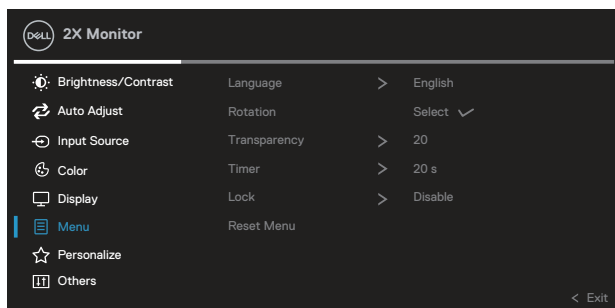 DELL 2X Monitor
Brightness/Contrast Language > English
Auto Adjust Rotation Select ✓
Input Source Transparency > 20
Color Timer > 20 s
Display Lock > Disable
Menu Reset Menu
Personalize
Others
< Exit